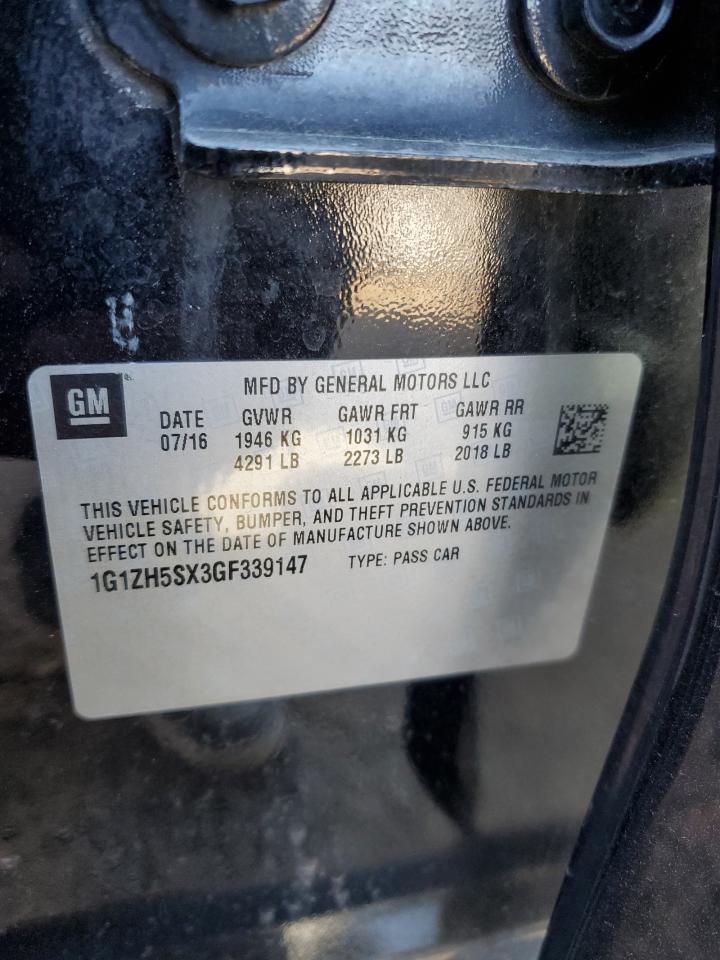 GM
MFD BY GENERAL MOTORS LLC
DATE GVWR GAWR FRT GAWR RR
07/16 1946 KG 1031 KG 915 KG
4291 LB 2273 LB 2018 LB
THIS VEHICLE CONFORMS TO ALL APPLICABLE U.S. FEDERAL MOTOR
VEHICLE SAFETY, BUMPER, AND THEFT PREVENTION STANDARDS IN
EFFECT ON THE DATE OF MANUFACTURE SHOWN ABOVE.
1G1ZH5SX3GF339147 TYPE: PASS CAR